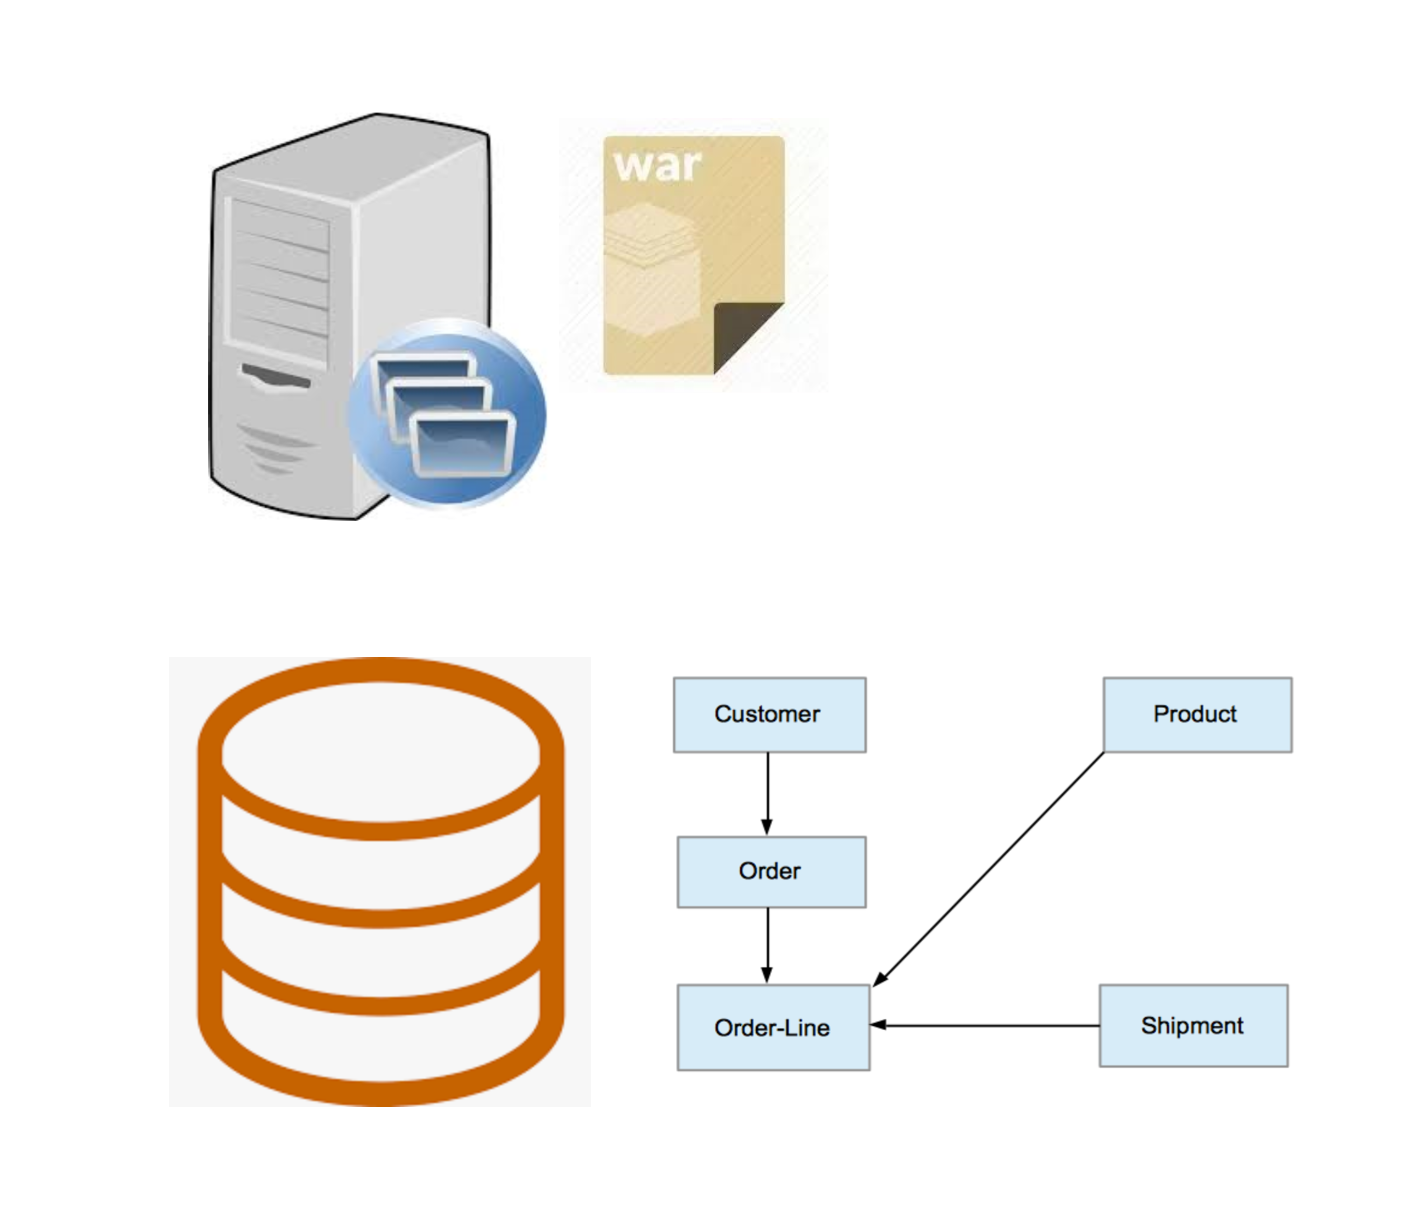 war
Customer
Product
Order
Order-Line
Shipment